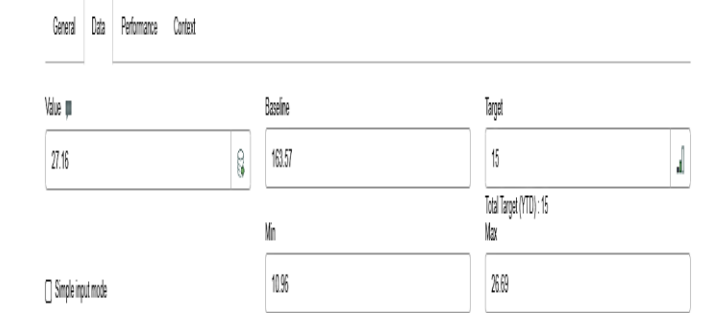 General Data Performance Context
Value Baseline Target
27.16 163.57 15
Total Target (YTD) : 15
Min Max
Simple input mode 10.96 26.69